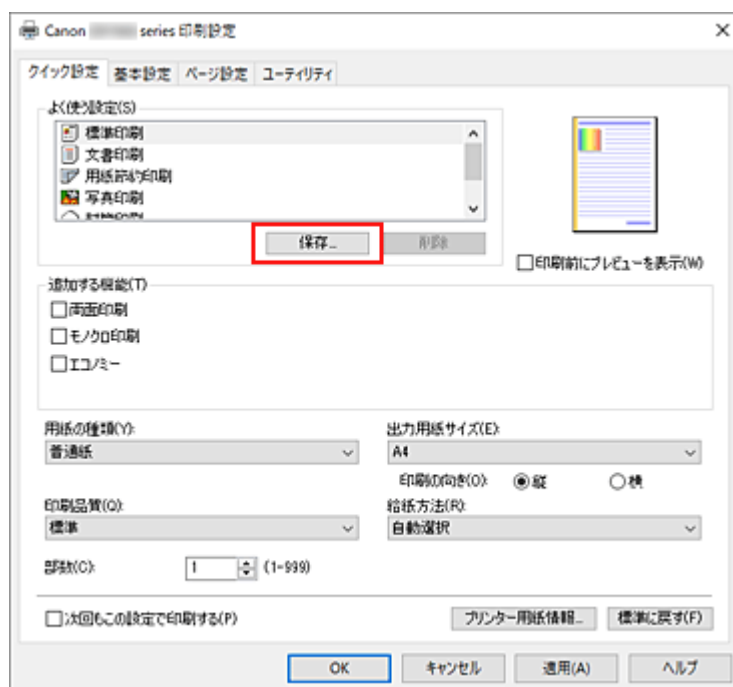 Canon series 印刷設定
クイック設定 基本設定 ページ設定 ユーティリティ
よく使う設定(S)
標準印刷
文書印刷
用紙節約印刷
写真印刷
保存... 削除
印刷前にプレビューを表示(W)
追加する機能(T)
両面印刷
モノクロ印刷
エコノミー
用紙の種類(Y): 出力用紙サイズ(E):
普通紙 A4
印刷の向き(O): 縦 横
印刷品質(Q): 給紙方法(R):
標準 自動選択
部数(C): 1 (1-999)
次回もこの設定で印刷する(P) プリンター用紙情報... 標準に戻す(F)
OK キャンセル 適用(A) ヘルプ